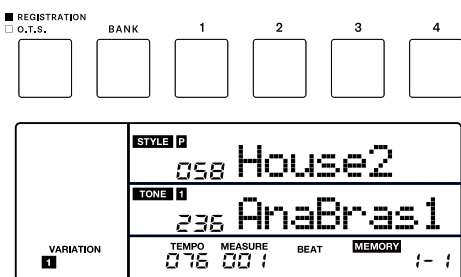 ■ REGISTRATION
□ O.T.S. BANK 1 2 3 4
STYLE P
058 House2
TONE 1
236 AnaBras1
VARIATION TEMPO MEASURE BEAT MEMORY
1 076 001 1-1